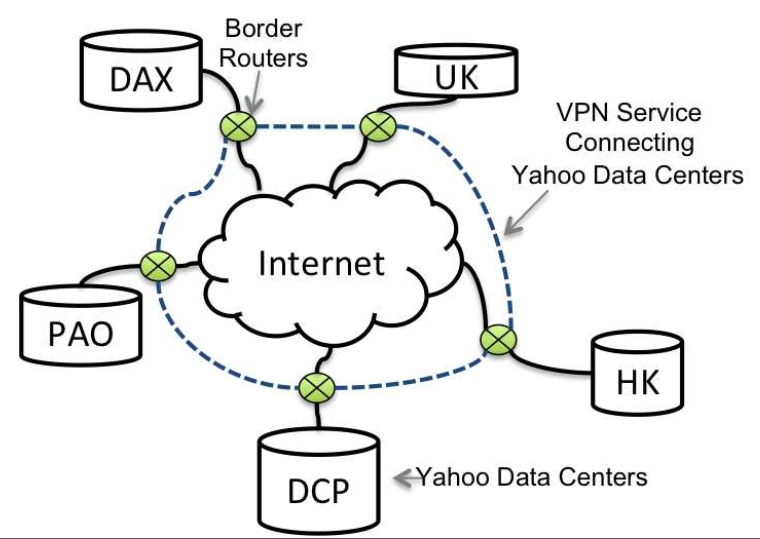 Border
Routers
DAX
UK
VPN Service
Connecting
Yahoo Data Centers
Internet
PAO
HK
DCP
Yahoo Data Centers